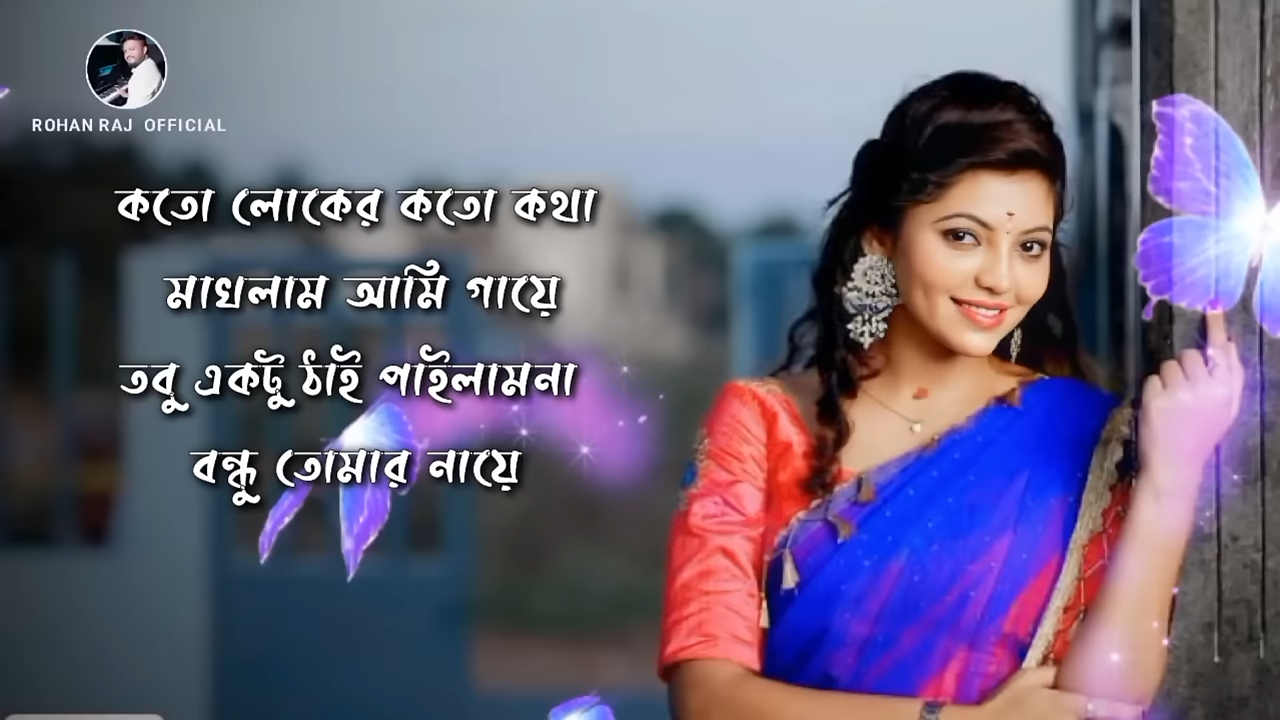 ROHAN RAJ OFFICIAL
কতো লোকের কতো কথা
মাখলাম আমি গায়ে
তবু একটু ঠাই পাইলামনা
বন্ধু তোমার নায়ে